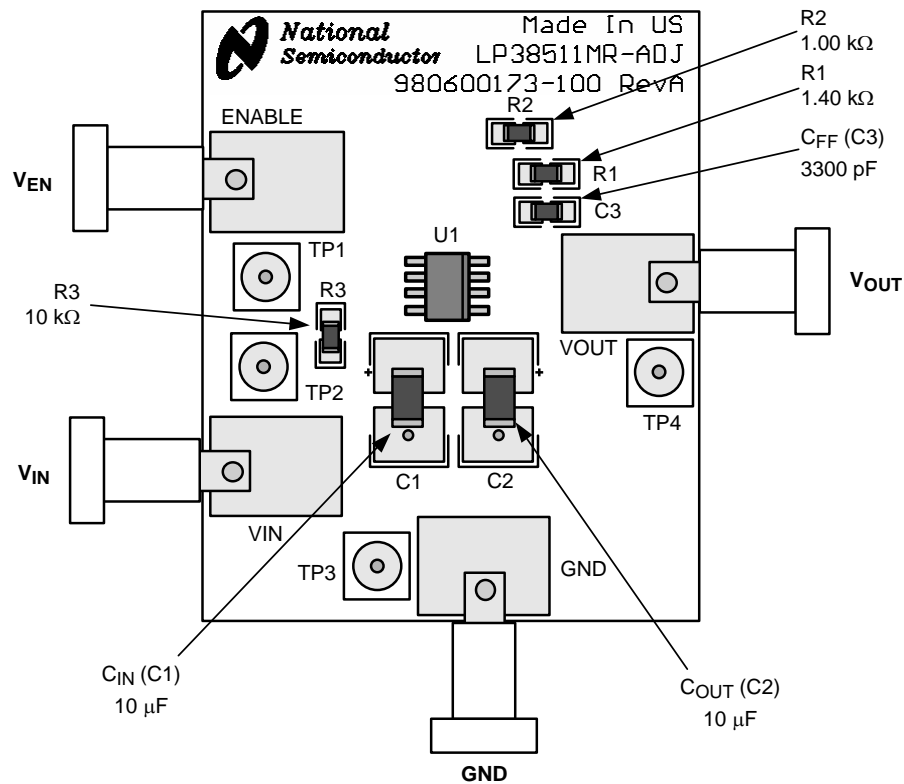 National
Semiconductor
Made In US
LP38511MR-ADJ
980600173-100 RevA
R2
1.00 kΩ
R1
1.40 kΩ
CFF (C3)
3300 pF
R2
R1
C3
ENABLE
VEN
TP1
U1
R3
R3
10 kΩ
VOUT
VOUT
TP2
TP4
VIN
C1
C2
VIN
TP3
GND
CIN (C1)
10 µF
COUT (C2)
10 µF
GND
+
+